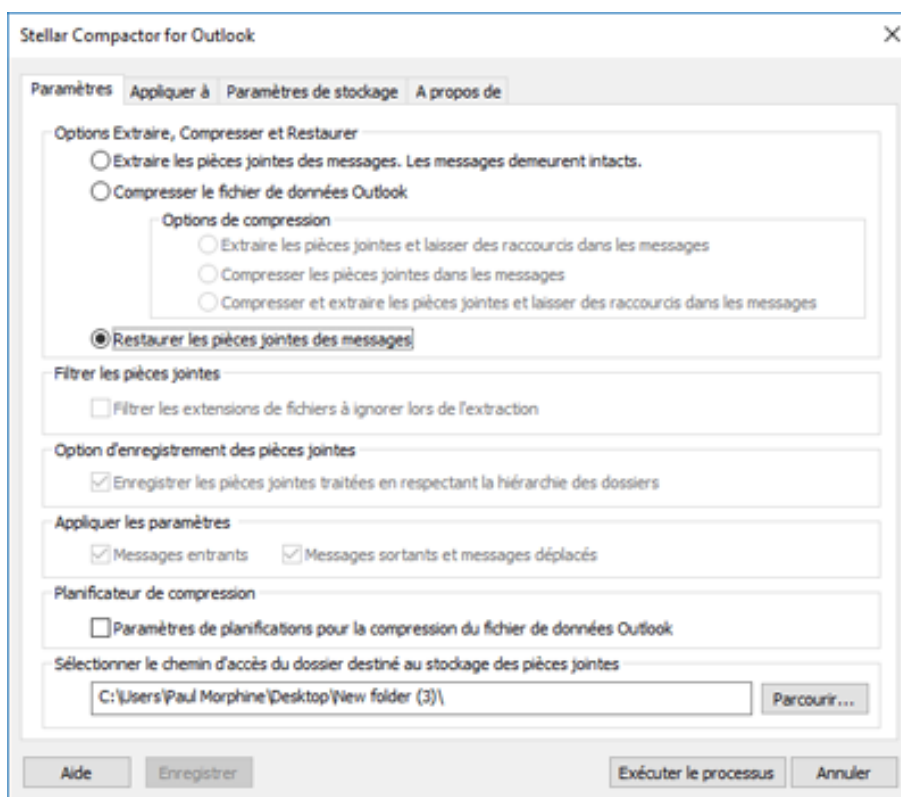 Stellar Compactor for Outlook
Paramètres Appliquer à Paramètres de stockage A propos de
Options Extraire, Compresser et Restaurer
Extraire les pièces jointes des messages. Les messages demeurent intacts.
Compresser le fichier de données Outlook
Options de compression
Extraire les pièces jointes et laisser des raccourcis dans les messages
Compresser les pièces jointes dans les messages
Compresser et extraire les pièces jointes et laisser des raccourcis dans les messages
Restaurer les pièces jointes des messages
Filtrer les pièces jointes
Filtrer les extensions de fichiers à ignorer lors de l'extraction
Option d'enregistrement des pièces jointes
Enregistrer les pièces jointes traitées en respectant la hiérarchie des dossiers
Appliquer les paramètres
Messages entrants Messages sortants et messages déplacés
Planificateur de compression
Paramètres de planifications pour la compression du fichier de données Outlook
Sélectionner le chemin d'accès du dossier destiné au stockage des pièces jointes
C:\Users\Paul Morphine\Desktop\New folder (3)\ Parcourir...
Aide Enregistrer Exécuter le processus Annuler